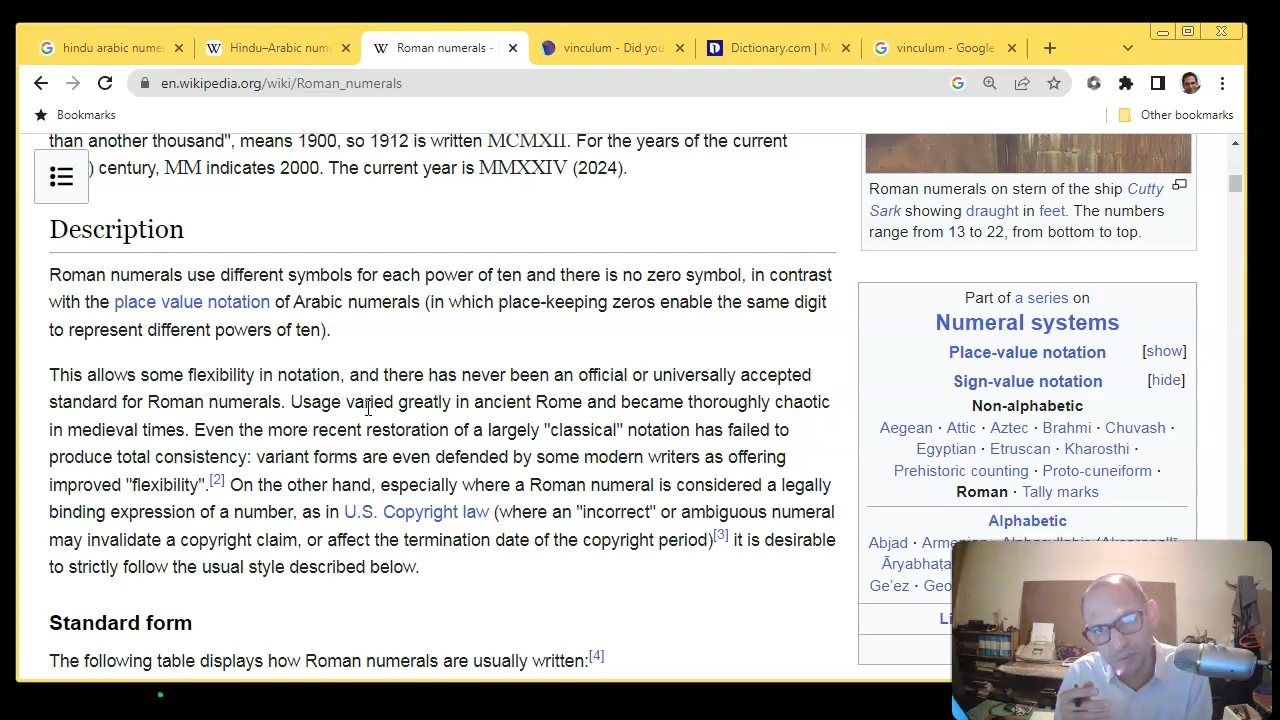 hindu arabic nume
Hindu–Arabic num
Roman numerals -
vinculum - Did you
Dictionary.com | M
vinculum - Google
en.wikipedia.org/wiki/Roman_numerals
Bookmarks
Other bookmarks
than another thousand", means 1900, so 1912 is written MCMXII. For the years of the current
) century, MM indicates 2000. The current year is MMXXIV (2024).
Description
Roman numerals use different symbols for each power of ten and there is no zero symbol, in contrast
with the place value notation of Arabic numerals (in which place-keeping zeros enable the same digit
to represent different powers of ten).
This allows some flexibility in notation, and there has never been an official or universally accepted
standard for Roman numerals. Usage varied greatly in ancient Rome and became thoroughly chaotic
in medieval times. Even the more recent restoration of a largely "classical" notation has failed to
produce total consistency: variant forms are even defended by some modern writers as offering
improved "flexibility".[2] On the other hand, especially where a Roman numeral is considered a legally
binding expression of a number, as in U.S. Copyright law (where an "incorrect" or ambiguous numeral
may invalidate a copyright claim, or affect the termination date of the copyright period)[3] it is desirable
to strictly follow the usual style described below.
Standard form
The following table displays how Roman numerals are usually written:[4]
Roman numerals on stern of the ship Cutty
Sark showing draught in feet. The numbers
range from 13 to 22, from bottom to top.
Part of a series on
Numeral systems
Place-value notation [show]
Sign-value notation [hide]
Non-alphabetic
Aegean · Attic · Aztec · Brahmi · Chuvash ·
Egyptian · Etruscan · Kharosthi ·
Prehistoric counting · Proto-cuneiform ·
Roman · Tally marks
Alphabetic
Abjad ·
Ge'ez ·